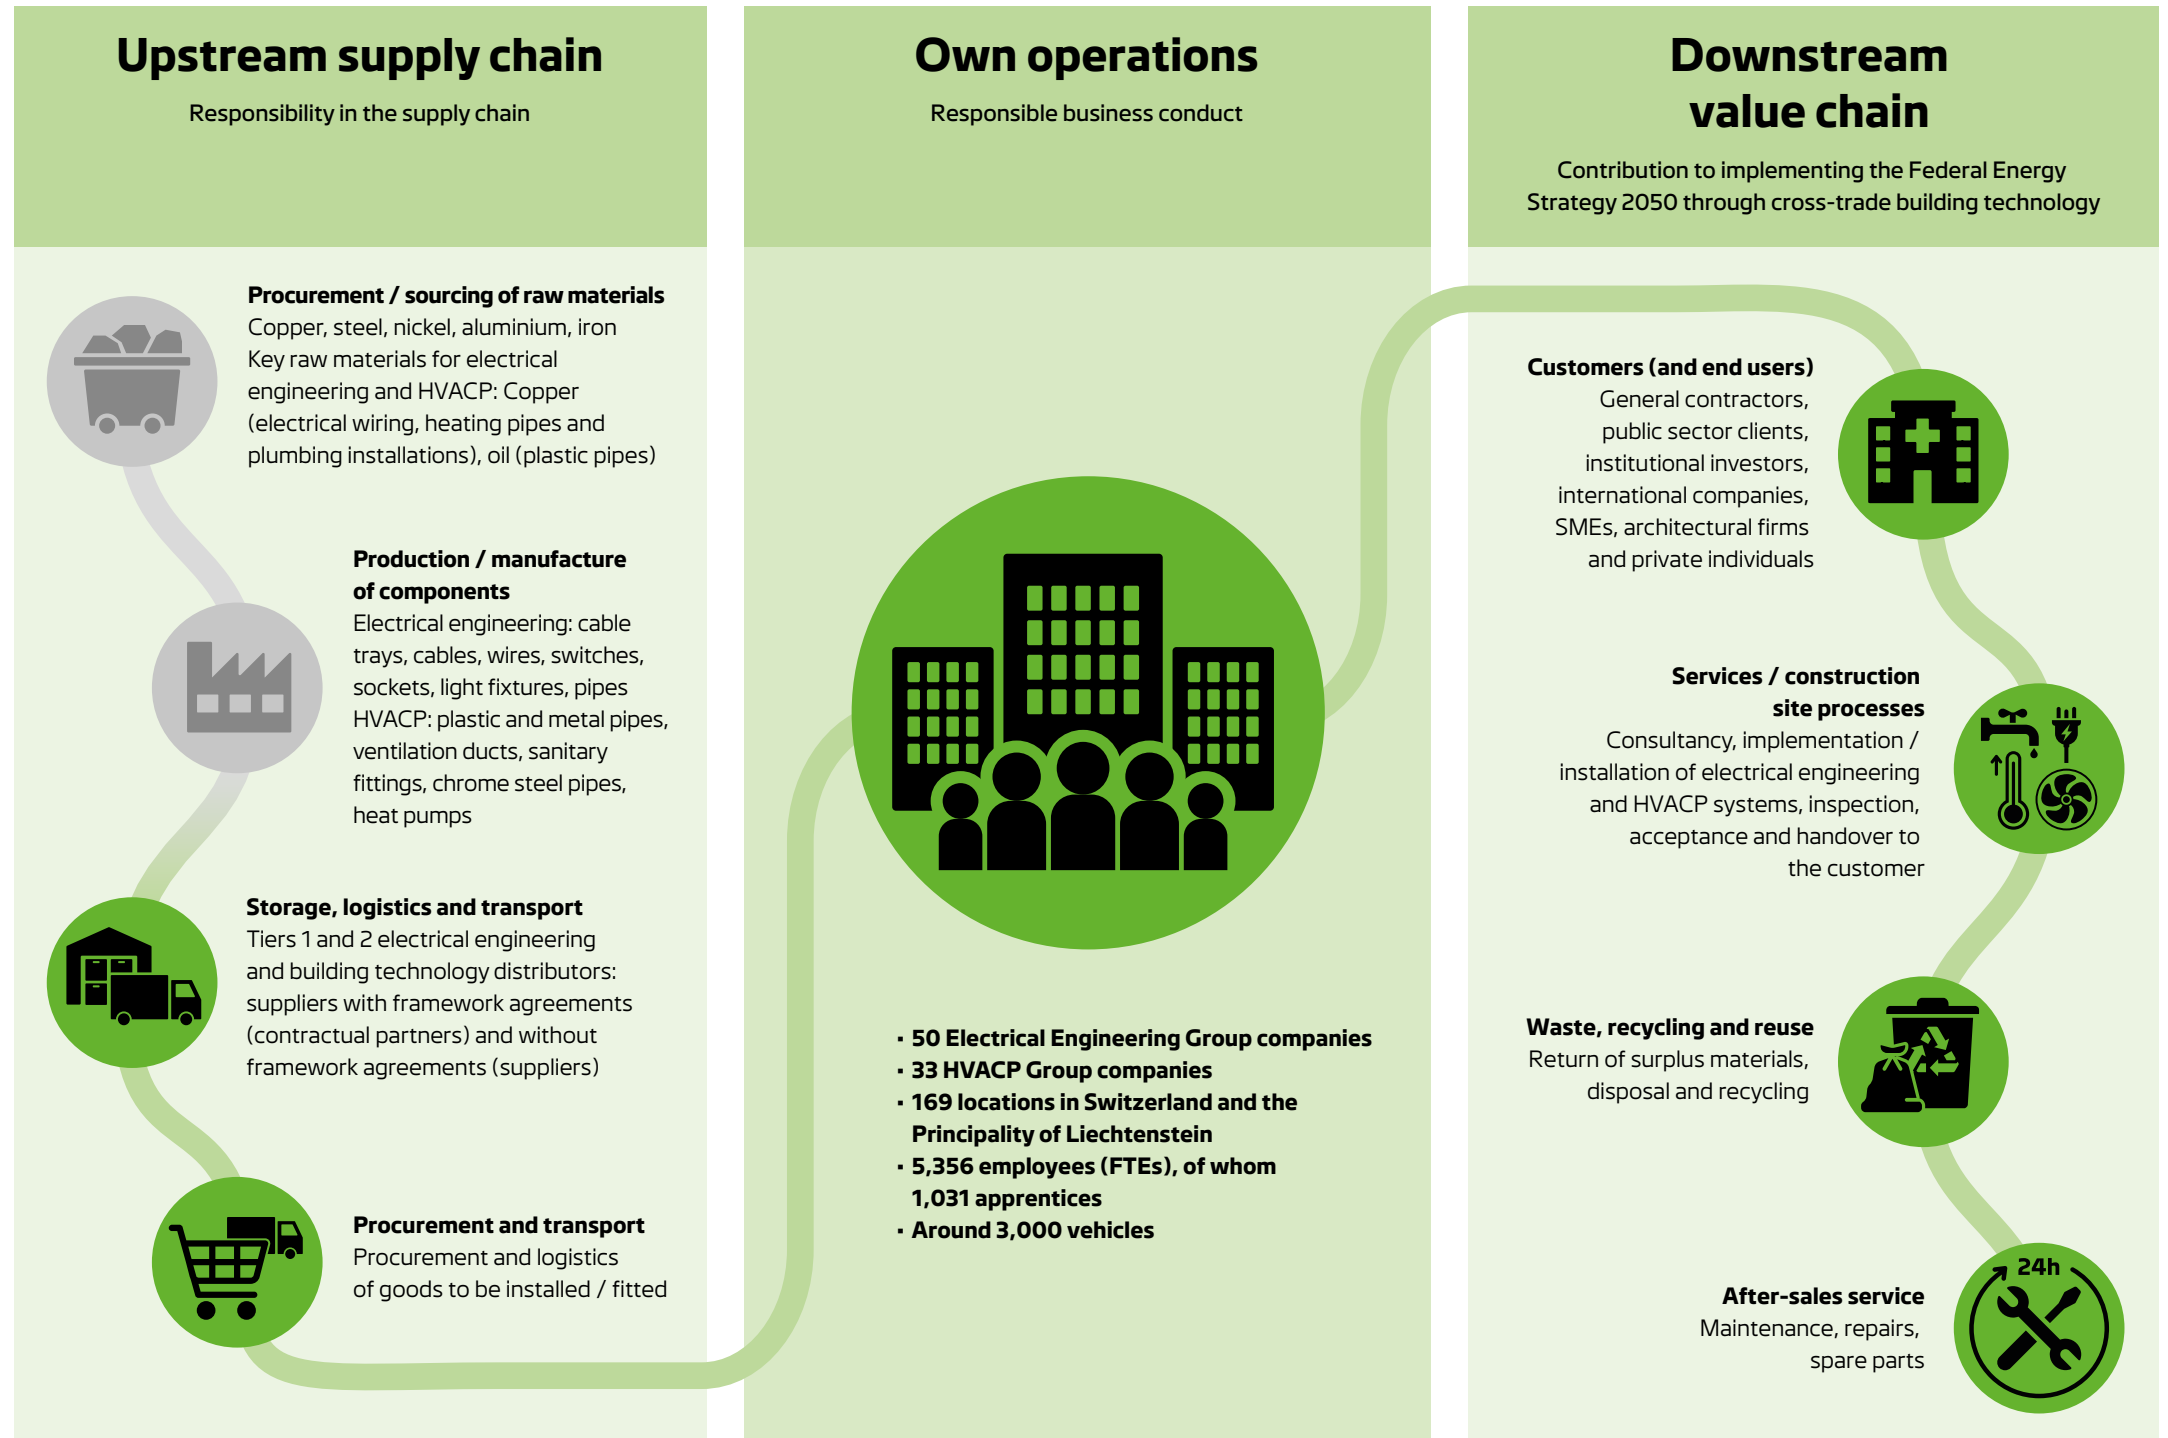 Upstream supply chain
Responsibility in the supply chain
Procurement / sourcing of raw materials
Copper, steel, nickel, aluminium, iron
Key raw materials for electrical
engineering and HVACP: Copper
(electrical wiring, heating pipes and
plumbing installations), oil (plastic pipes)
Production / manufacture
of components
Electrical engineering: cable
trays, cables, wires, switches,
sockets, light fixtures, pipes
HVACP: plastic and metal pipes,
ventilation ducts, sanitary
fittings, chrome steel pipes,
heat pumps
Storage, logistics and transport
Tiers 1 and 2 electrical engineering
and building technology distributors:
suppliers with framework agreements
(contractual partners) and without
framework agreements (suppliers)
Procurement and transport
Procurement and logistics
of goods to be installed / fitted
Own operations
Responsible business conduct
· 50 Electrical Engineering Group companies
· 33 HVACP Group companies
· 169 locations in Switzerland and the
Principality of Liechtenstein
· 5,356 employees (FTEs), of whom
1,031 apprentices
· Around 3,000 vehicles
Downstream
value chain
Contribution to implementing the Federal Energy
Strategy 2050 through cross-trade building technology
Customers (and end users)
General contractors,
public sector clients,
institutional investors,
international companies,
SMEs, architectural firms
and private individuals
Services / construction
site processes
Consultancy, implementation /
installation of electrical engineering
and HVACP systems, inspection,
acceptance and handover to
the customer
Waste, recycling and reuse
Return of surplus materials,
disposal and recycling
After-sales service
Maintenance, repairs,
spare parts
24h